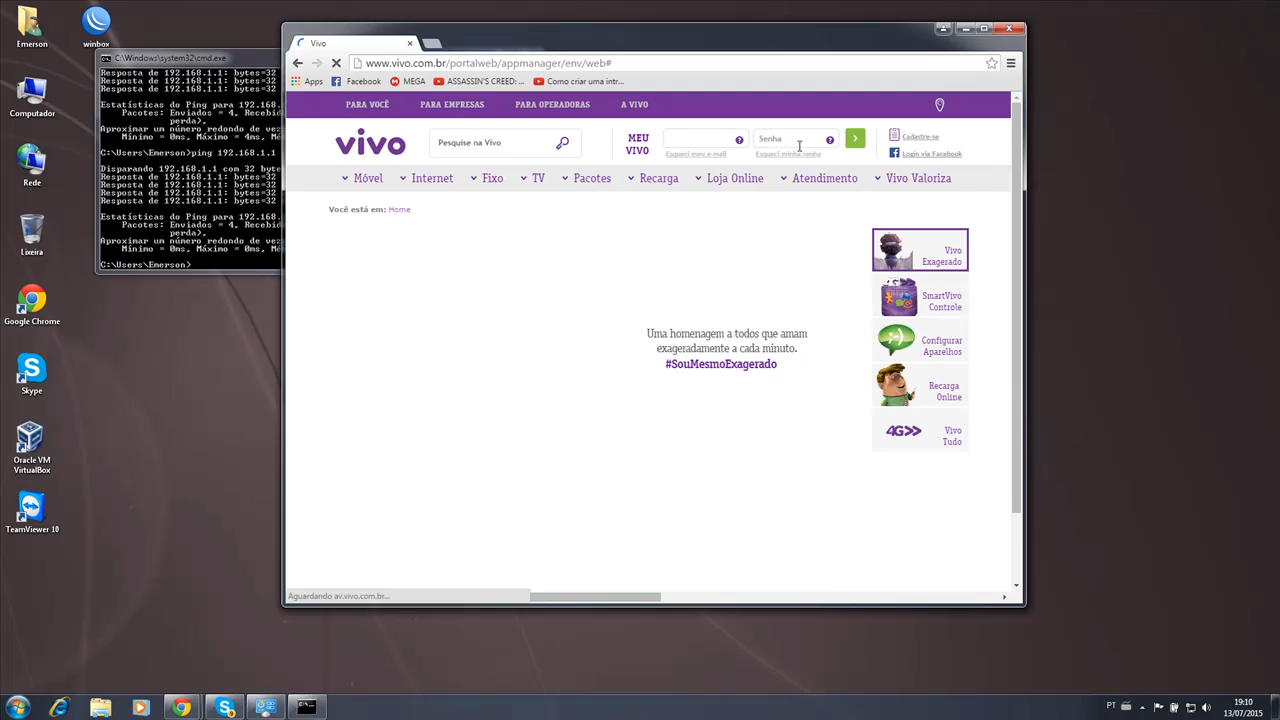 Emerson
winbox
Computador
Rede
Lixeira
Google Chrome
Skype
Oracle VM
VirtualBox
TeamViewer 10
C:\Windows\system32\cmd.exe
Resposta de 192.168.1.1: bytes=32
Resposta de 192.168.1.1: bytes=32
Resposta de 192.168.1.1: bytes=32
Estatísticas do Ping para 192.168.
Pacotes: Enviados = 4, Recebid
perda),
Aproximar um número redondo de vez
Mínimo = 0ms, Máximo = 4ms, Mé
C:\Users\Emerson>ping 192.168.1.1
Disparando 192.168.1.1 com 32 byte
Resposta de 192.168.1.1: bytes=32
Resposta de 192.168.1.1: bytes=32
Resposta de 192.168.1.1: bytes=32
Resposta de 192.168.1.1: bytes=32
Estatísticas do Ping para 192.168.
Pacotes: Enviados = 4, Recebid
perda),
Aproximar um número redondo de vez
Mínimo = 0ms, Máximo = 0ms, Mé
C:\Users\Emerson>
Vivo
www.vivo.com.br/portalweb/appmanager/env/web#
Apps Facebook MEGA ASSASSIN'S CREED: ... Como criar uma intr...
PARA VOCÊ PARA EMPRESAS PARA OPERADORAS A VIVO
vivo
Pesquise na Vivo
MEU
VIVO
Senha
Esqueci meu e-mail
Esqueci minha senha
Cadastre-se
Login via Facebook
Móvel Internet Fixo TV Pacotes Recarga Loja Online Atendimento Vivo Valoriza
Você está em: Home
Uma homenagem a todos que amam
exageradamente a cada minuto.
#SouMesmoExagerado
Vivo
Exagerado
SmartVivo
Controle
Configurar
Aparelhos
Recarga
Online
4G>>
Vivo
Tudo
Aguardando av.vivo.com.br...
PT
19:10
13/07/2015